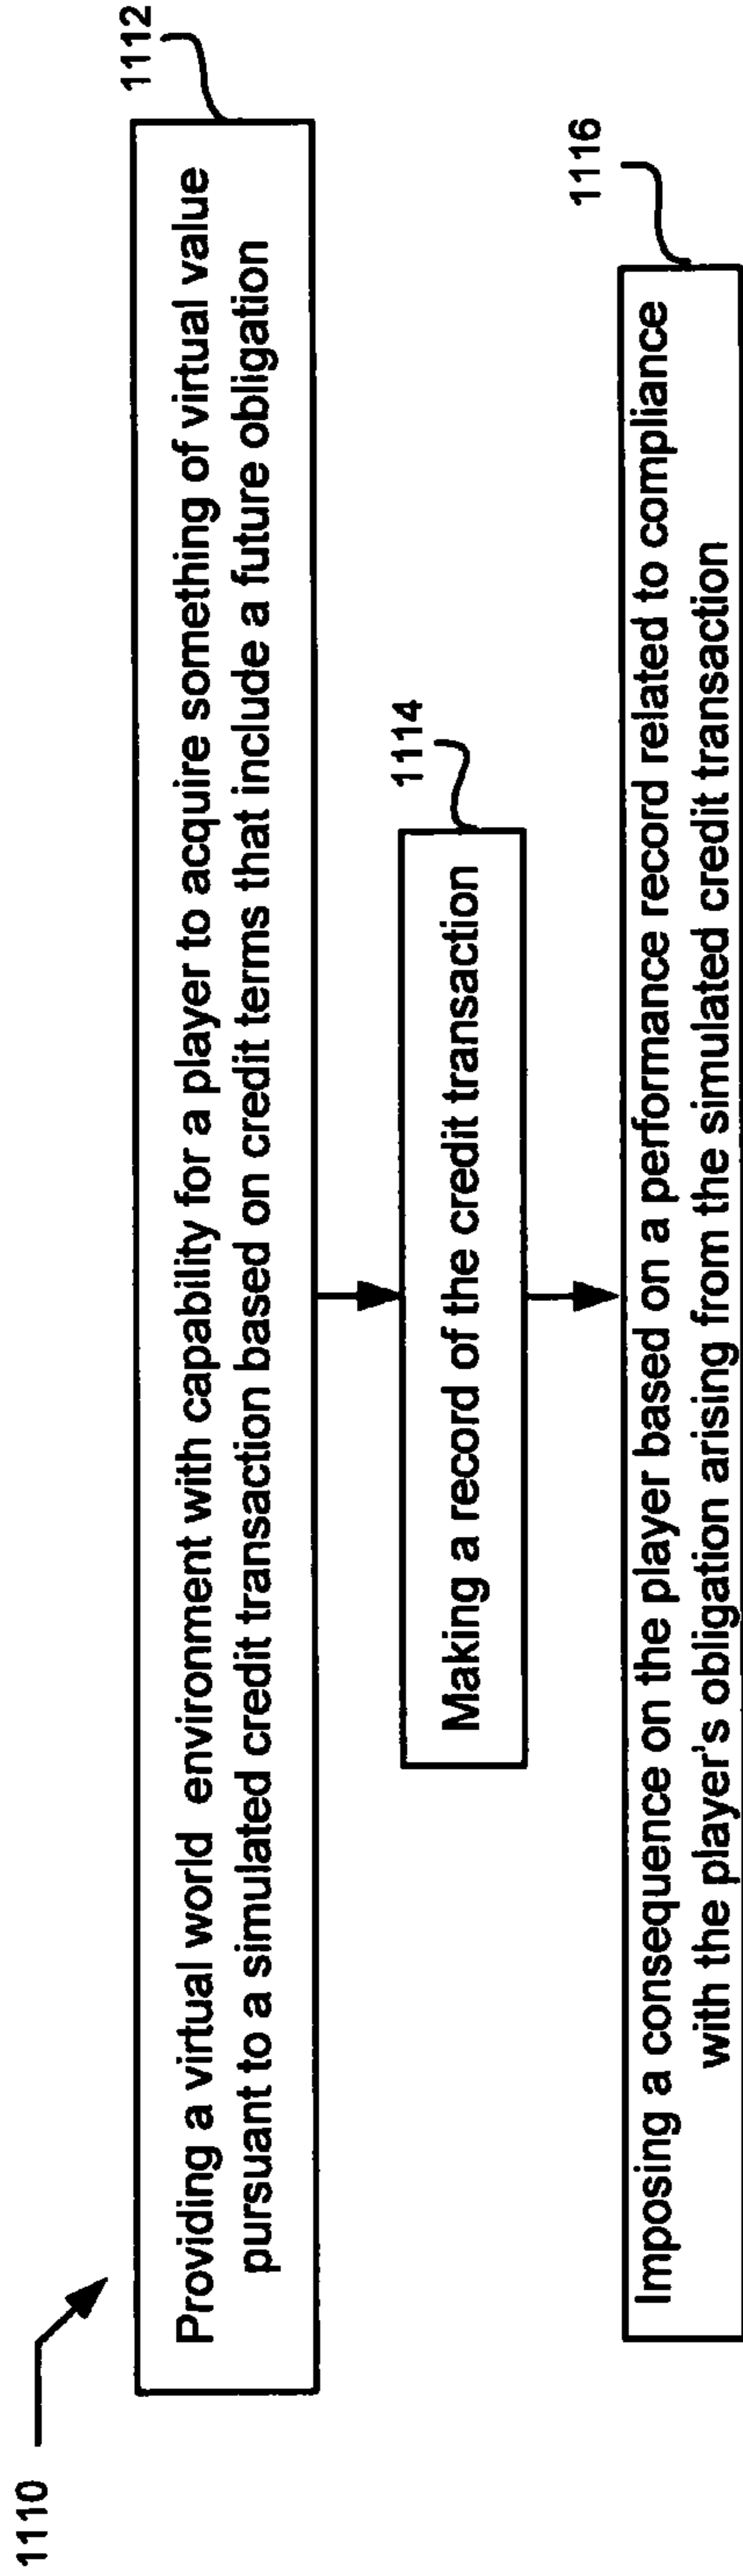 1110
1112
Providing a virtual world environment with capability for a player to acquire something of virtual value
pursuant to a simulated credit transaction based on credit terms that include a future obligation
1114
Making a record of the credit transaction
1116
Imposing a consequence on the player based on a performance record related to compliance
with the player's obligation arising from the simulated credit transaction